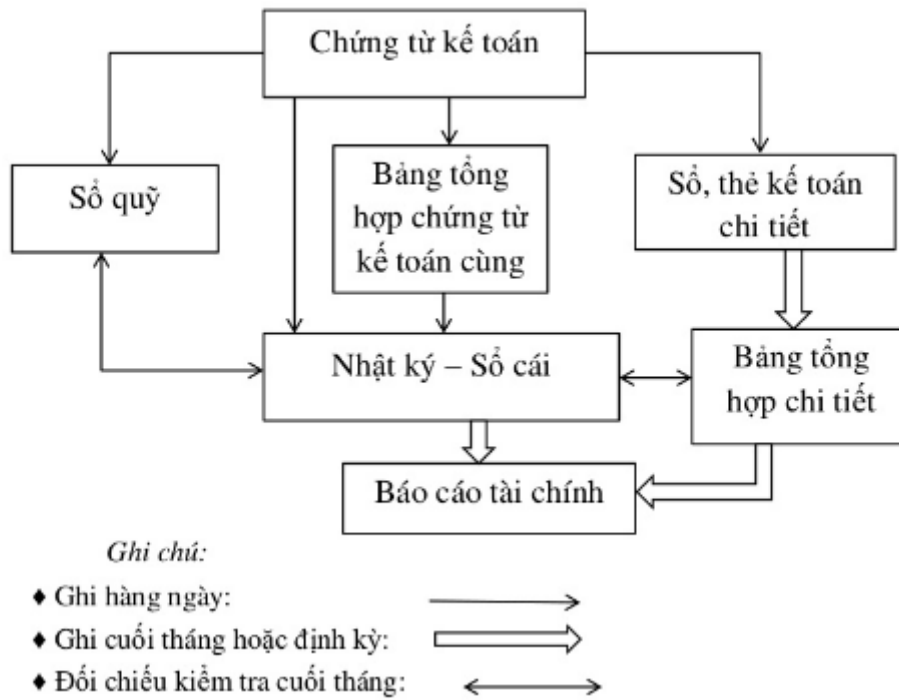 Chứng từ kế toán
Sổ quỹ
Bảng tổng
hợp chứng từ
kế toán cùng
Sổ, thẻ kế toán
chi tiết
Nhật ký – Sổ cái
Bảng tổng
hợp chi tiết
Báo cáo tài chính
Ghi chú:
♦ Ghi hàng ngày:
♦ Ghi cuối tháng hoặc định kỳ:
♦ Đối chiếu kiểm tra cuối tháng: